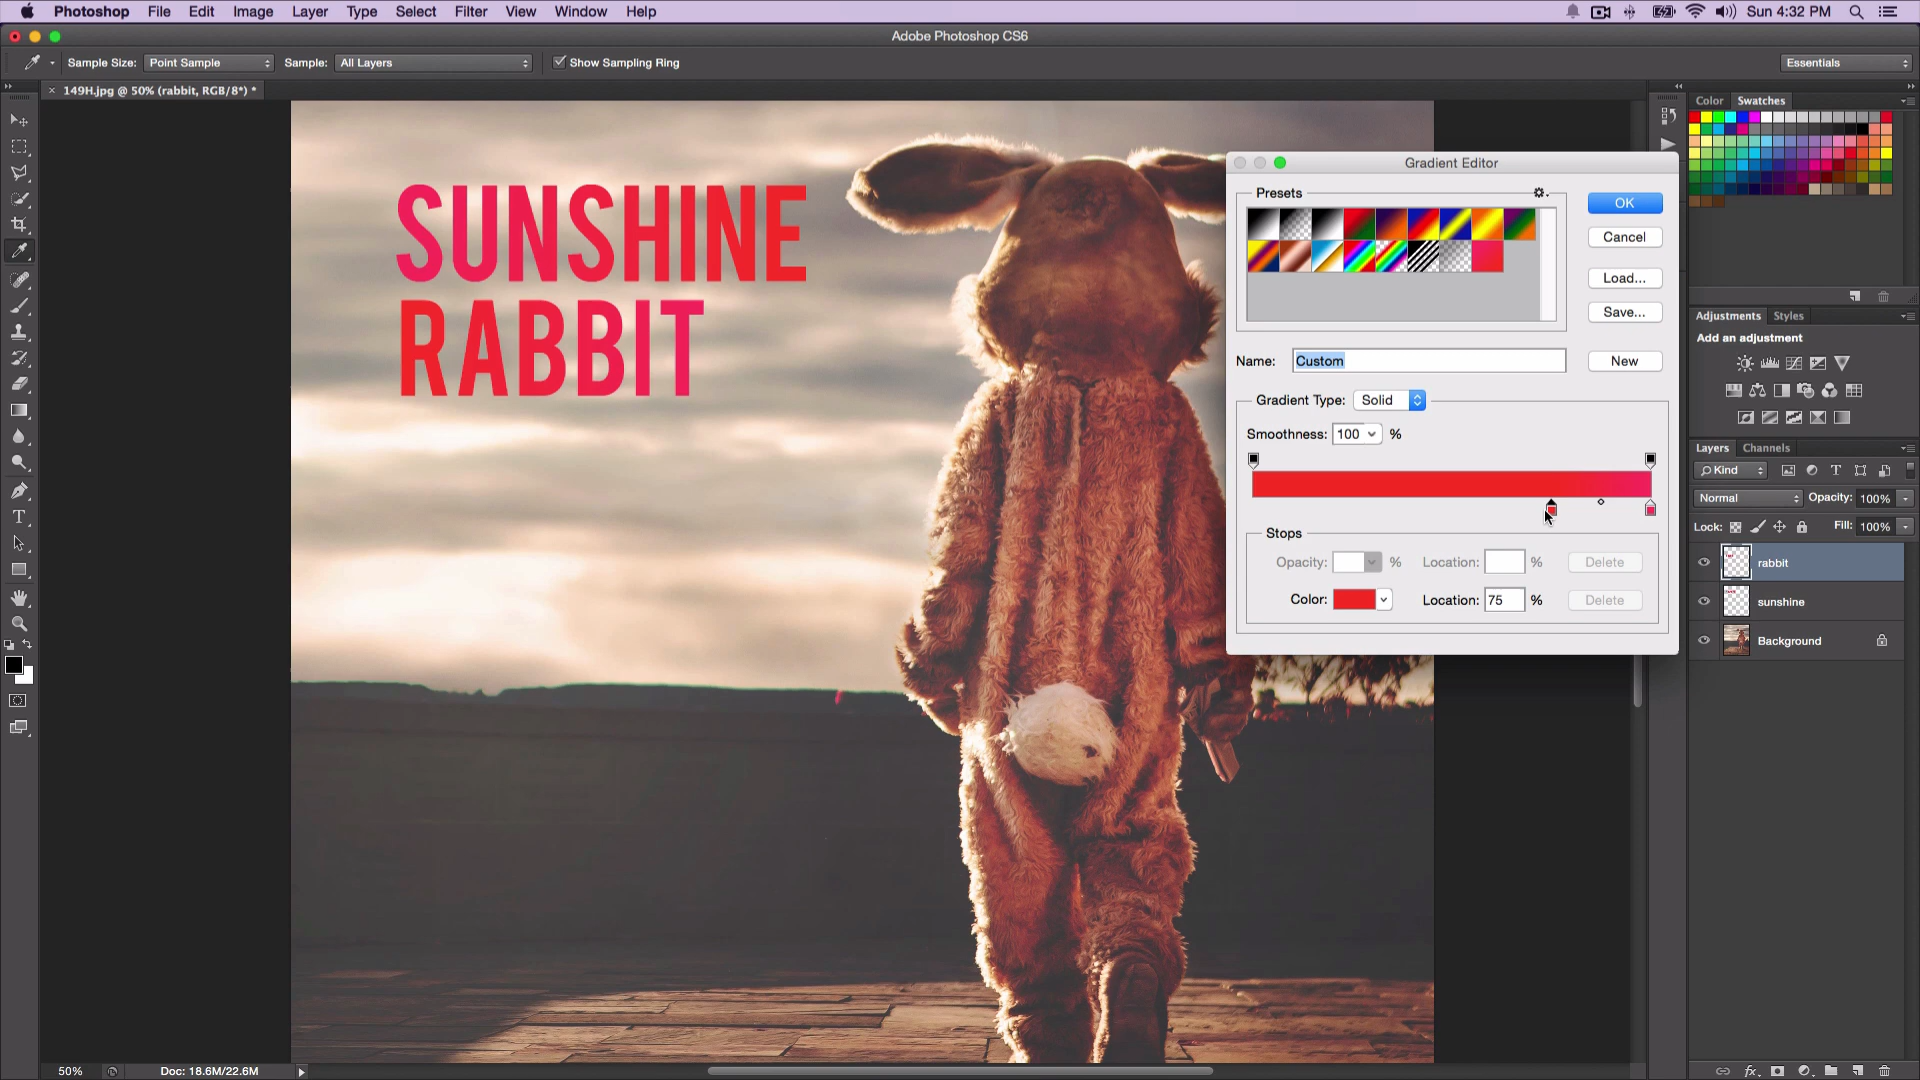 Photoshop File Edit Image Layer Type Select Filter View Window Help Sun 4:32 PM
Adobe Photoshop CS6
Sample Size: Point Sample Sample: All Layers Show Sampling Ring Essentials
149H.jpg @ 50% (rabbit, RGB/8*) *
Color Swatches
SUNSHINE
RABBIT
Gradient Editor
Presets
OK
Cancel
Load...
Save...
Name: Custom New
Gradient Type: Solid
Smoothness: 100 %
Stops
Opacity: % Location: % Delete
Color: Location: 75 % Delete
Adjustments Styles
Add an adjustment
Layers Channels
Kind
Normal Opacity: 100%
Lock: Fill: 100%
rabbit
sunshine
Background
50% Doc: 18.6M/22.6M